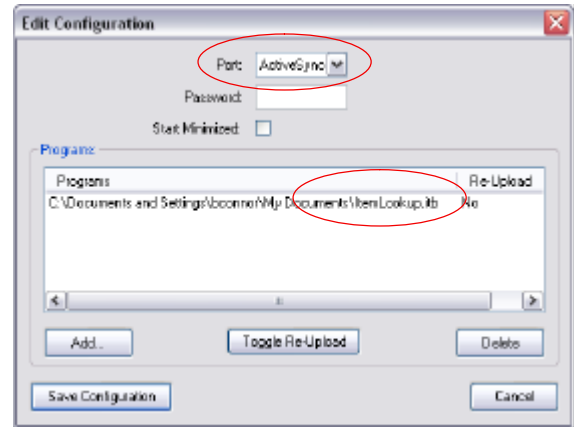 Edit Configuration
Port: ActiveSync
Password:
Start Minimized:
Programs
Programs Re-Upload
C:\Documents and Settings\bconnor\My Documents\ItemLookup.itb No
Add... Toggle Re-Upload Delete
Save Configuration Cancel